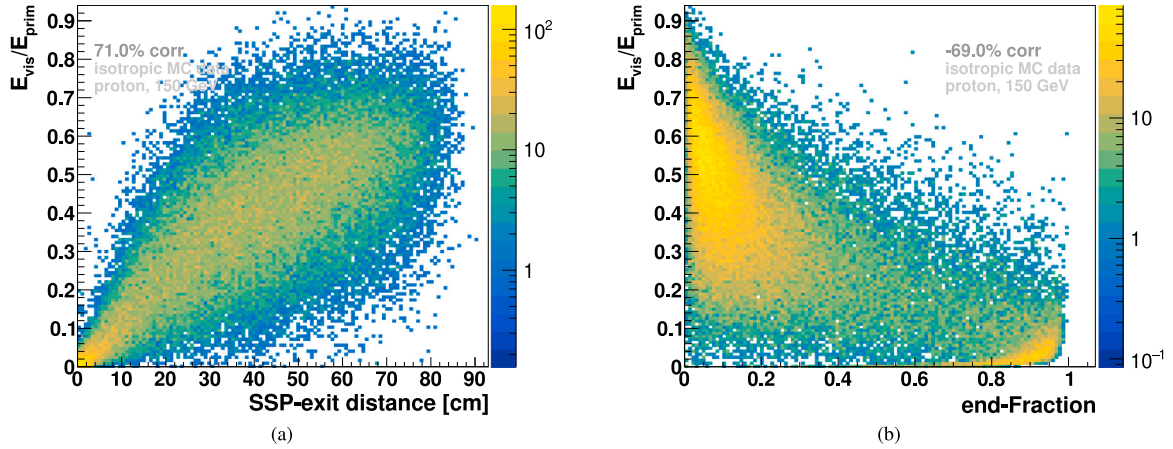 E_vis/E_prim
0.9
0.8
0.7
0.6
0.5
0.4
0.3
0.2
0.1
0
71.0% corr
isotropic MC data
proton, 150 GeV
10²
10
1
0 10 20 30 40 50 60 70 80 90
SSP-exit distance [cm]
(a)
E_vis/E_prim
0.9
0.8
0.7
0.6
0.5
0.4
0.3
0.2
0.1
0
-69.0% corr
isotropic MC data
proton, 150 GeV
10
1
10⁻¹
0 0.2 0.4 0.6 0.8 1
end-Fraction
(b)